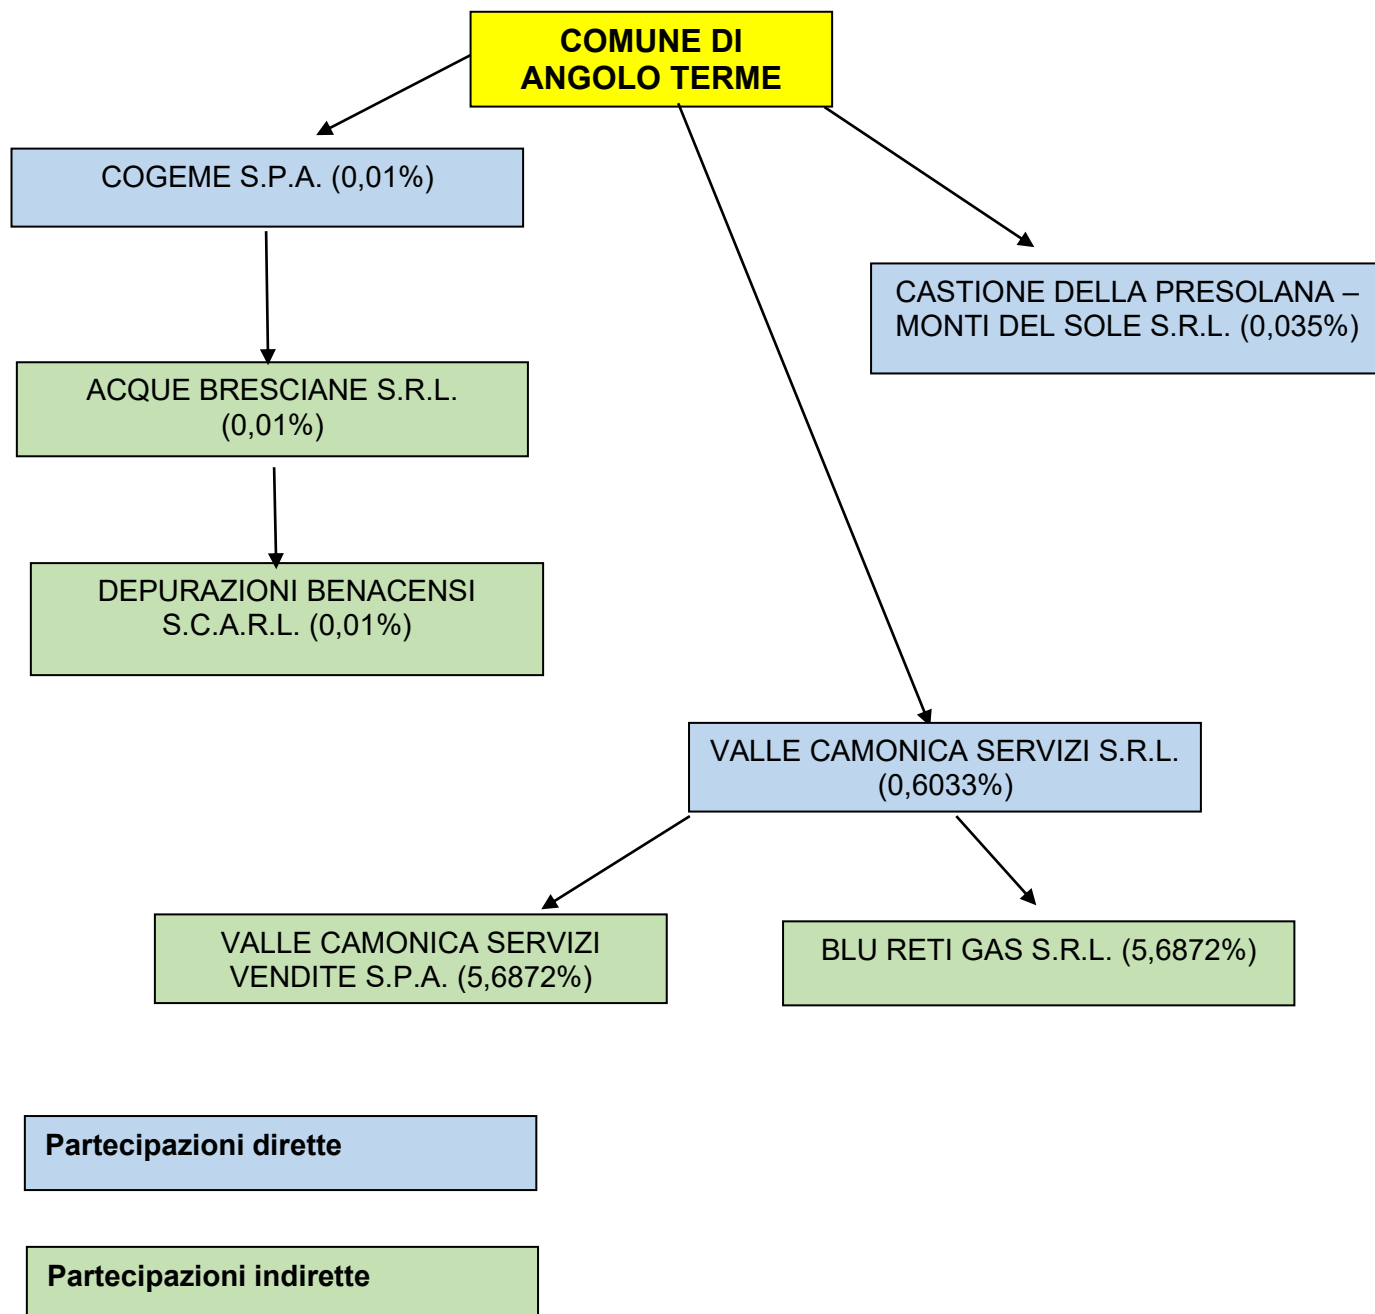 COMUNE DI
ANGOLO TERME
COGEME S.P.A. (0,01%)
CASTIONE DELLA PRESOLANA –
MONTI DEL SOLE S.R.L. (0,035%)
ACQUE BRESCIANE S.R.L.
(0,01%)
DEPURAZIONI BENACENSI
S.C.A.R.L. (0,01%)
VALLE CAMONICA SERVIZI S.R.L.
(0,6033%)
VALLE CAMONICA SERVIZI
VENDITE S.P.A. (5,6872%)
BLU RETI GAS S.R.L. (5,6872%)
Partecipazioni dirette
Partecipazioni indirette